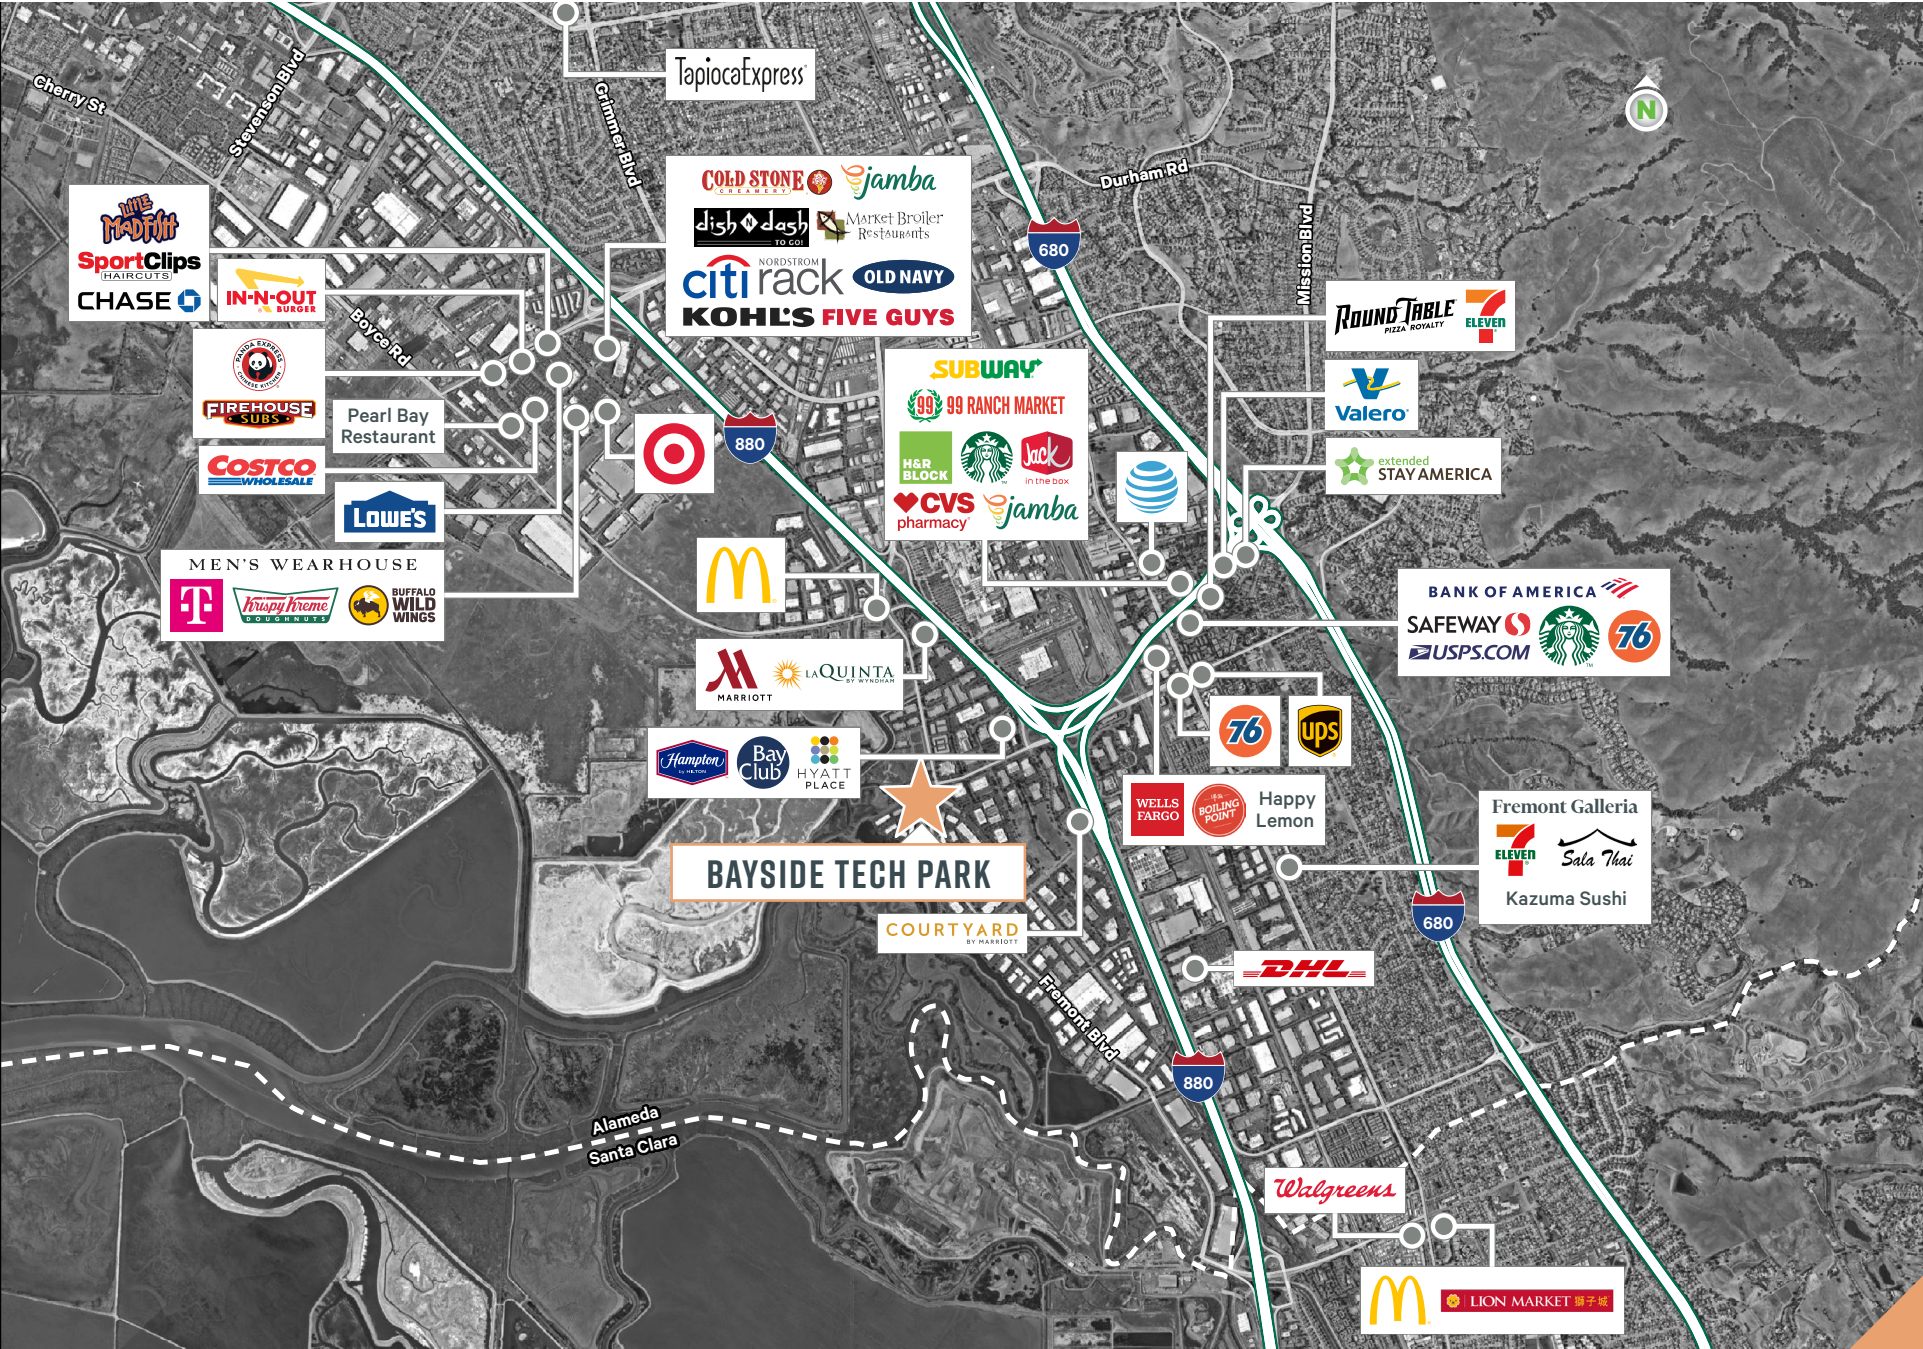 Cherry St
Stevenson Blvd
Grimmer Blvd
TapiocaExpress
N
Durham Rd
Mission Blvd
680
LITTLE
MADFISH
SportClips
HAIRCUTS
CHASE
IN-N-OUT
BURGER
Boyce Rd
COLD STONE
CREAMERY
jamba
dish N dash
TO GO!
Market Broiler
Restaurants
citi
NORDSTROM
rack
OLD NAVY
KOHL'S
FIVE GUYS
PANDA EXPRESS
CHINESE KITCHEN
FIREHOUSE
SUBS
Pearl Bay
Restaurant
COSTCO
WHOLESALE
LOWE'S
880
SUBWAY
99
99 RANCH MARKET
H&R
BLOCK
Jack
in the box
CVS
pharmacy
jamba
ROUND TABLE
PIZZA ROYALTY
7
ELEVEN
Valero
extended
STAY AMERICA
MEN'S WEARHOUSE
T
Krispy Kreme
DOUGHNUTS
BUFFALO
WILD
WINGS
BANK OF AMERICA
SAFEWAY
USPS.COM
76
MARRIOTT
LAQUINTA
BY WYNDHAM
Hampton
by HILTON
Bay
Club
HYATT
PLACE
76
ups
WELLS
FARGO
BOILING
POINT
Happy
Lemon
BAYSIDE TECH PARK
COURTYARD
BY MARRIOTT
Fremont Galleria
7
ELEVEN
Sala Thai
Kazuma Sushi
680
DHL
Fremont Blvd
880
Alameda
Santa Clara
Walgreens
LION MARKET 獅子城